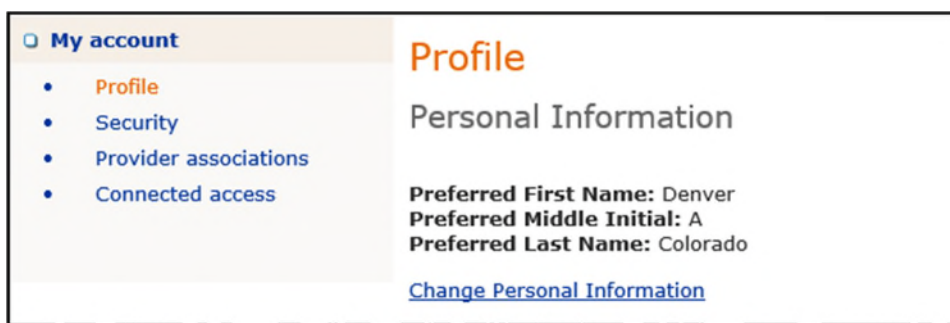 My account
Profile
Security
Provider associations
Connected access
Profile
Personal Information
Preferred First Name: Denver
Preferred Middle Initial: A
Preferred Last Name: Colorado
Change Personal Information